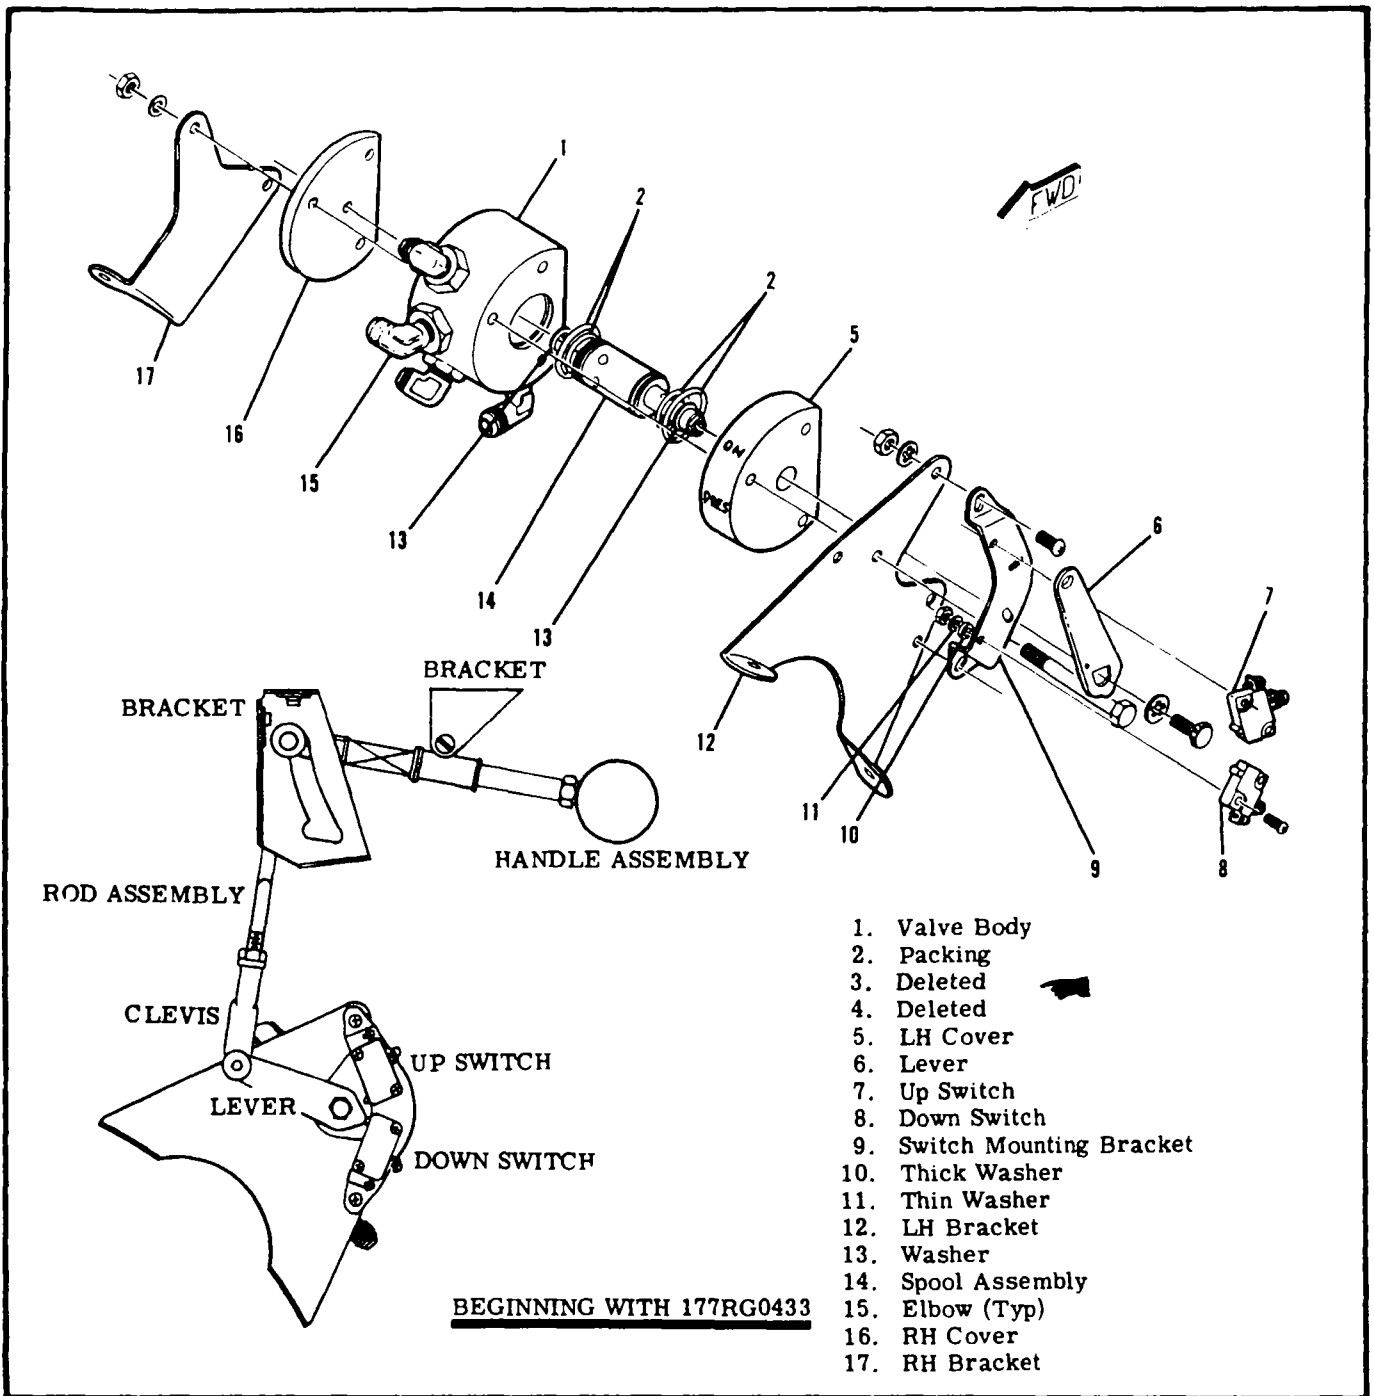 1
2
FWD
2
5
17
16
15
13
14
13
ON
PRES
6
7
12
11
10
9
8
BRACKET
BRACKET
HANDLE ASSEMBLY
ROD ASSEMBLY
CLEVIS
UP SWITCH
LEVER
DOWN SWITCH
1. Valve Body
2. Packing
3. Deleted
4. Deleted
5. LH Cover
6. Lever
7. Up Switch
8. Down Switch
9. Switch Mounting Bracket
10. Thick Washer
11. Thin Washer
12. LH Bracket
13. Washer
14. Spool Assembly
15. Elbow (Typ)
16. RH Cover
17. RH Bracket
BEGINNING WITH 177RG0433